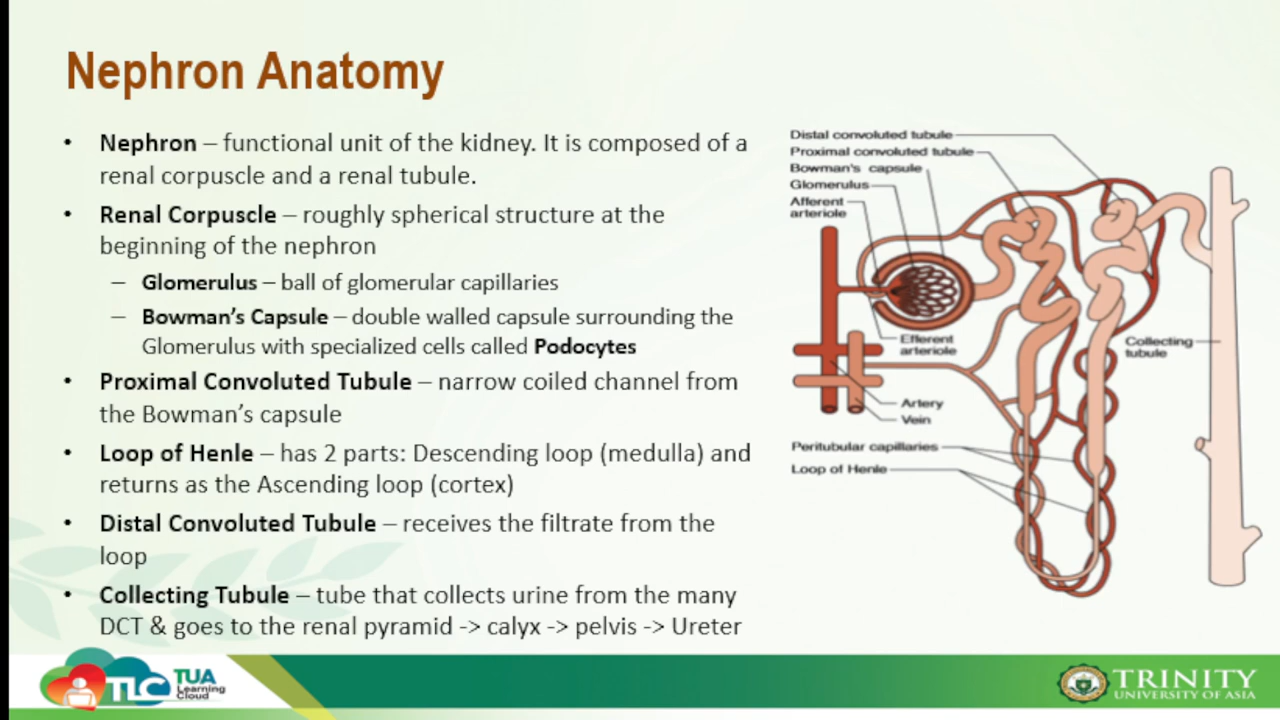 Nephron Anatomy
• Nephron – functional unit of the kidney. It is composed of a
renal corpuscle and a renal tubule.
• Renal Corpuscle – roughly spherical structure at the
beginning of the nephron
– Glomerulus – ball of glomerular capillaries
– Bowman's Capsule – double walled capsule surrounding the
Glomerulus with specialized cells called Podocytes
• Proximal Convoluted Tubule – narrow coiled channel from
the Bowman's capsule
• Loop of Henle – has 2 parts: Descending loop (medulla) and
returns as the Ascending loop (cortex)
• Distal Convoluted Tubule – receives the filtrate from the
loop
• Collecting Tubule – tube that collects urine from the many
DCT & goes to the renal pyramid -> calyx -> pelvis -> Ureter
Distal convoluted tubule
Proximal convoluted tubule
Bowman's capsule
Glomerulus
Afferent
arteriole
Efferent
arteriole
Collecting
tubule
Artery
Vein
Peritubular capillaries
Loop of Henle
TLC
TUA
Learning
Cloud
TRINITY
UNIVERSITY OF ASIA